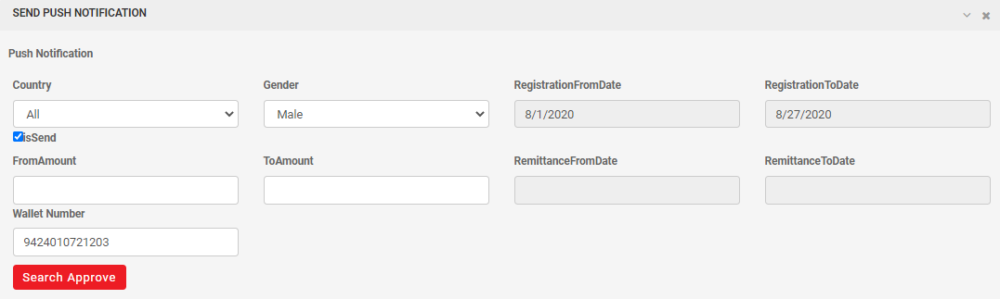 SEND PUSH NOTIFICATION
Push Notification
Country Gender RegistrationFromDate RegistrationToDate
All Male 8/1/2020 8/27/2020
isSend
FromAmount ToAmount RemittanceFromDate RemittanceToDate
Wallet Number
9424010721203
Search Approve